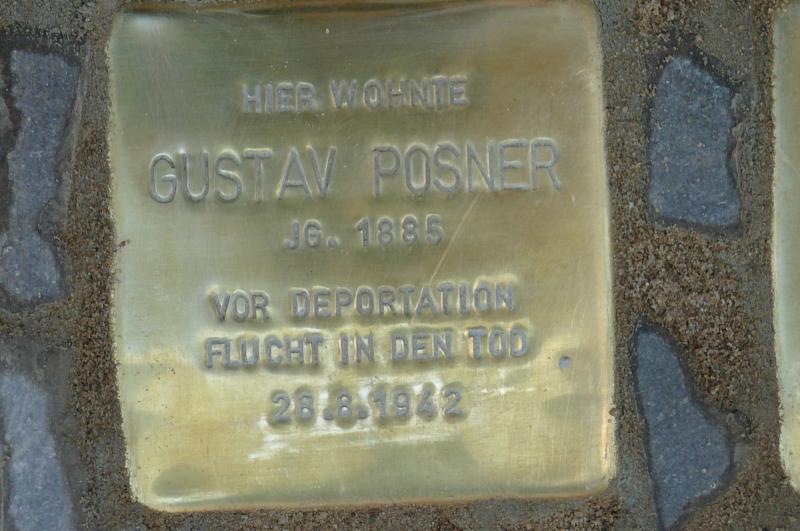 HIER WOHNTE
GUSTAV POSNER
JG. 1885
VOR DEPORTATION
FLUCHT IN DEN TOD
28.8.1942